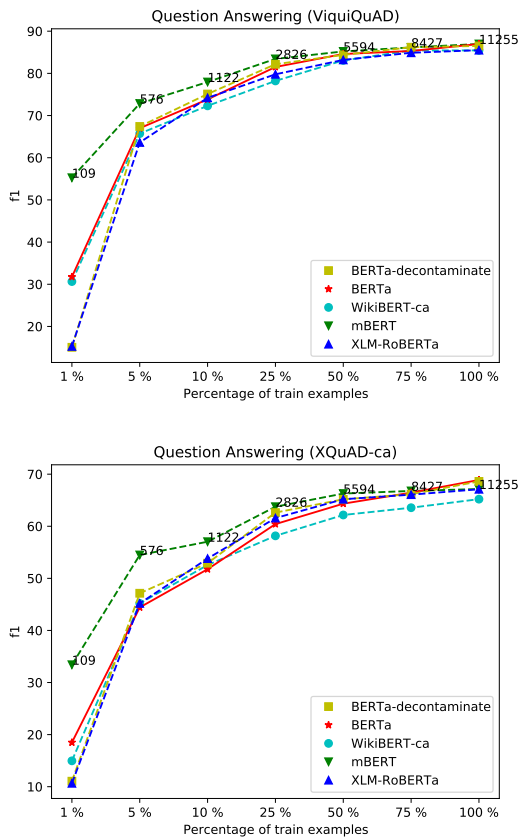 Question Answering (ViquiQuAD)
90
80
70
60
50
40
30
20
f1
109
576
1122
2826
5594
8427
11255
BERTa-decontaminate
BERTa
WikiBERT-ca
mBERT
XLM-RoBERTa
1 % 5 % 10 % 25 % 50 % 75 % 100 %
Percentage of train examples
Question Answering (XQuAD-ca)
70
60
50
40
30
20
10
f1
109
576
1122
2826
5594
8427
11255
BERTa-decontaminate
BERTa
WikiBERT-ca
mBERT
XLM-RoBERTa
1 % 5 % 10 % 25 % 50 % 75 % 100 %
Percentage of train examples